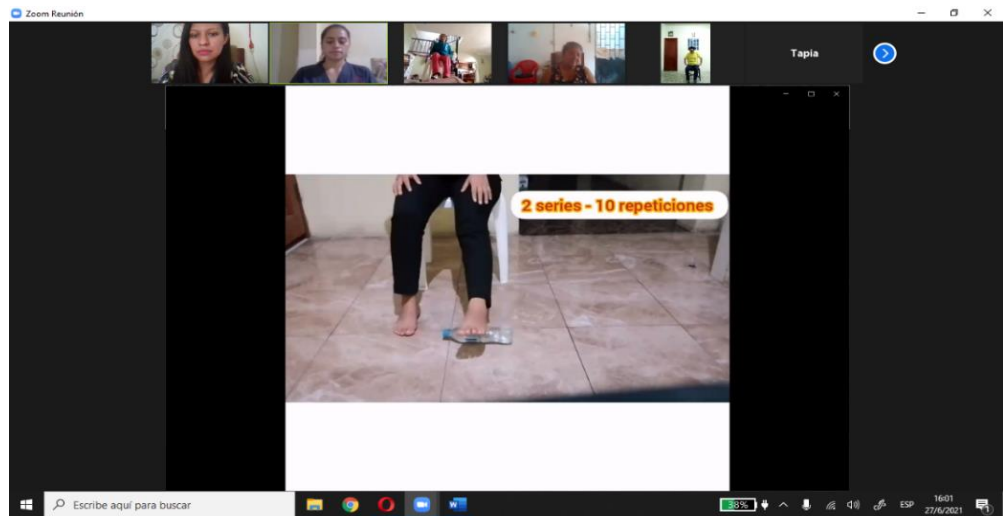 Zoom Reunión
Tapia
2 series - 10 repeticiones
Escribe aquí para buscar
38%
ESP
16:01
27/6/2021